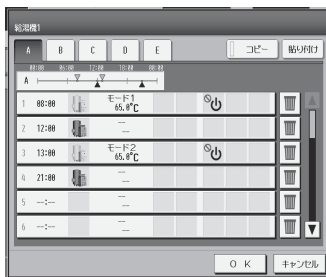 給湯機1
A B C D E コピー 貼り付け
00:00 06:00 12:00 18:00 00:00
A
1 08:00 モード1 65.0°C
2 12:00 --
3 13:00 モード2 65.0°C
4 21:00 --
5 --:-- --
6 --:-- --
OK キャンセル